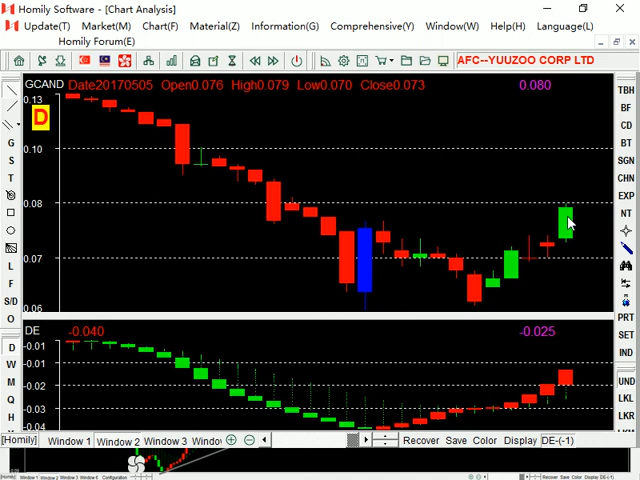 Homily Software - [Chart Analysis]
Update(T) Market(M) Chart(F) Material(Z) Information(G) Comprehensive(Y) Window(W) Help(H) Language(L)
Homily Forum(E)
AFC--YUUZOO CORP LTD
GCAND Date20170505 Open0.076 High0.079 Low0.070 Close0.073 0.080
0.13
D
0.10
0.08
0.07
0.06
G
S
T
L
F
S/D
O
D
W
M
Q
H
TBH
BF
CD
BT
SGN
CHN
EXP
NT
PRT
SET
IND
UND
LKL
LKR
DE -0.040 -0.025
-0.01
-0.01
-0.02
-0.03
-0.04
[Homily] Window 1 Window 2 Window 3 Recover Save Color Display DE-(-1)